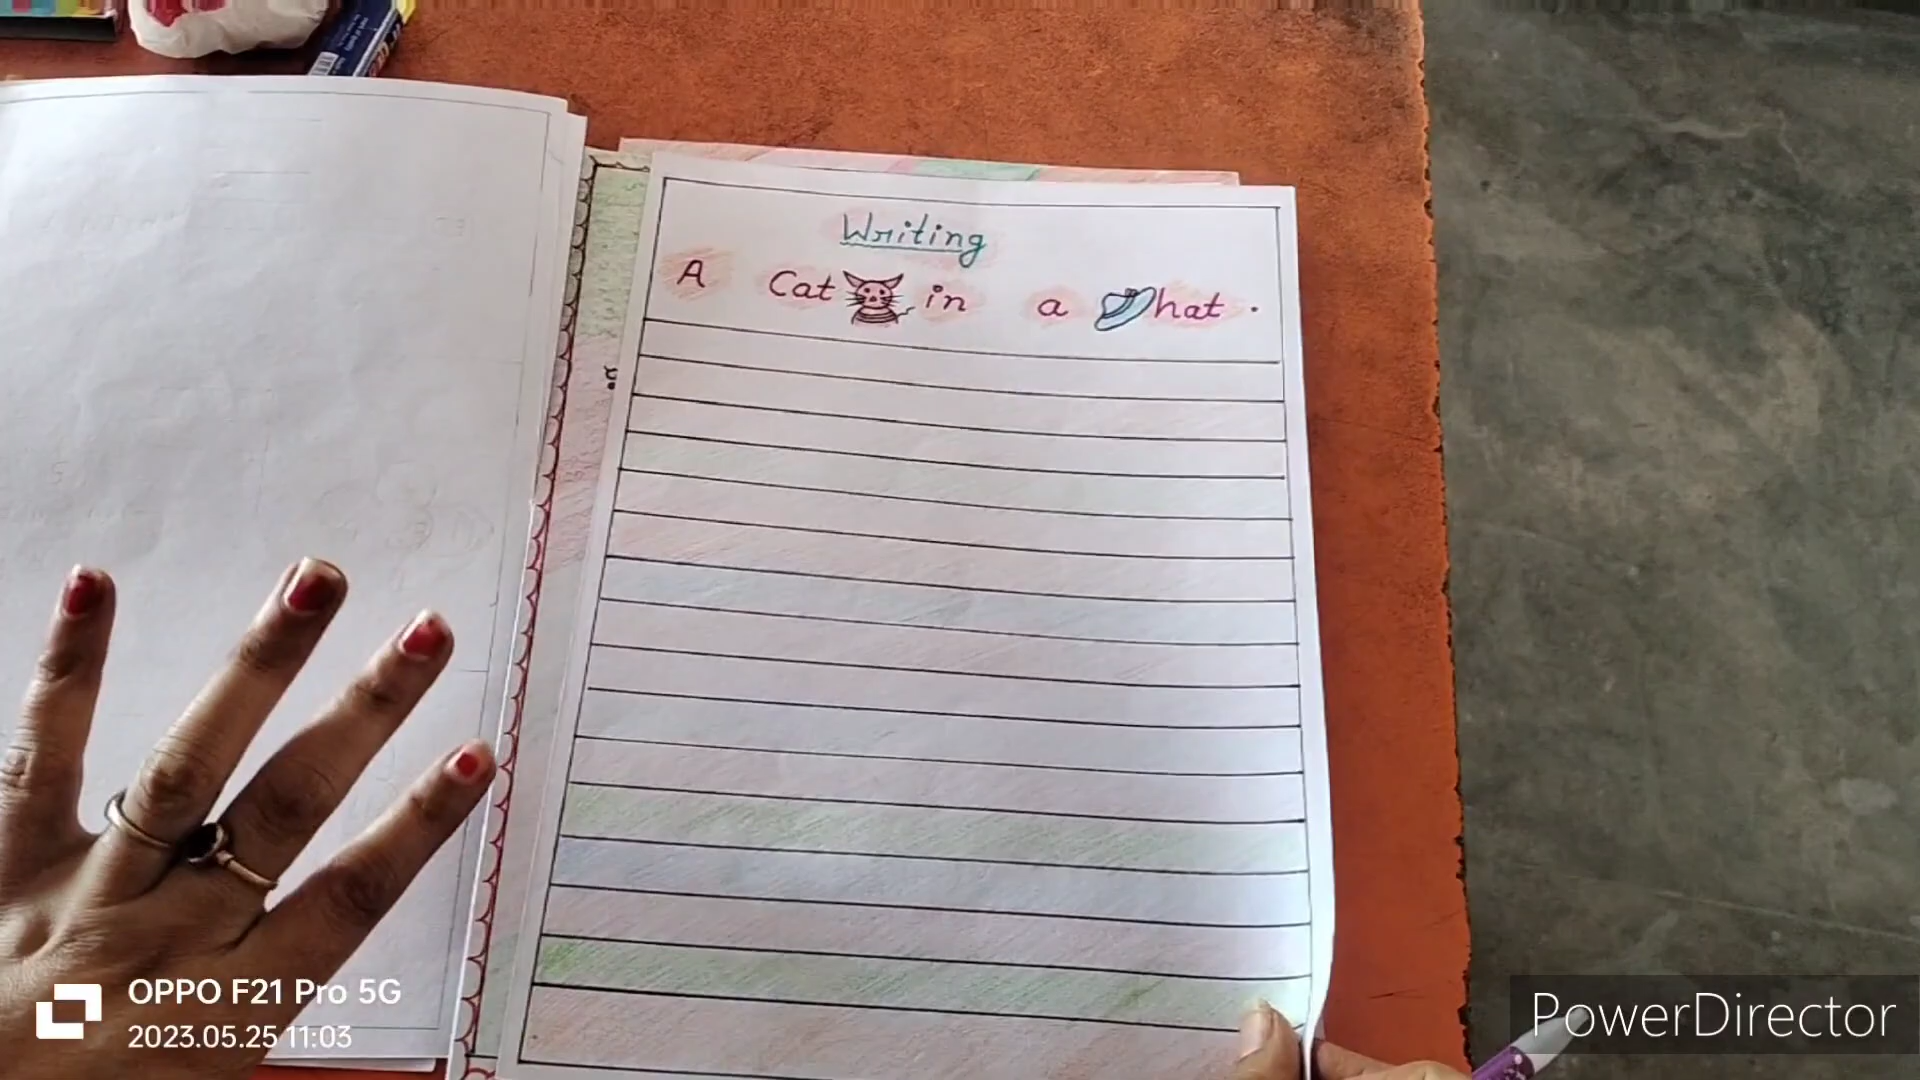 Writing
A Cat in a hat.
OPPO F21 Pro 5G
2023.05.25 11:03
PowerDirector